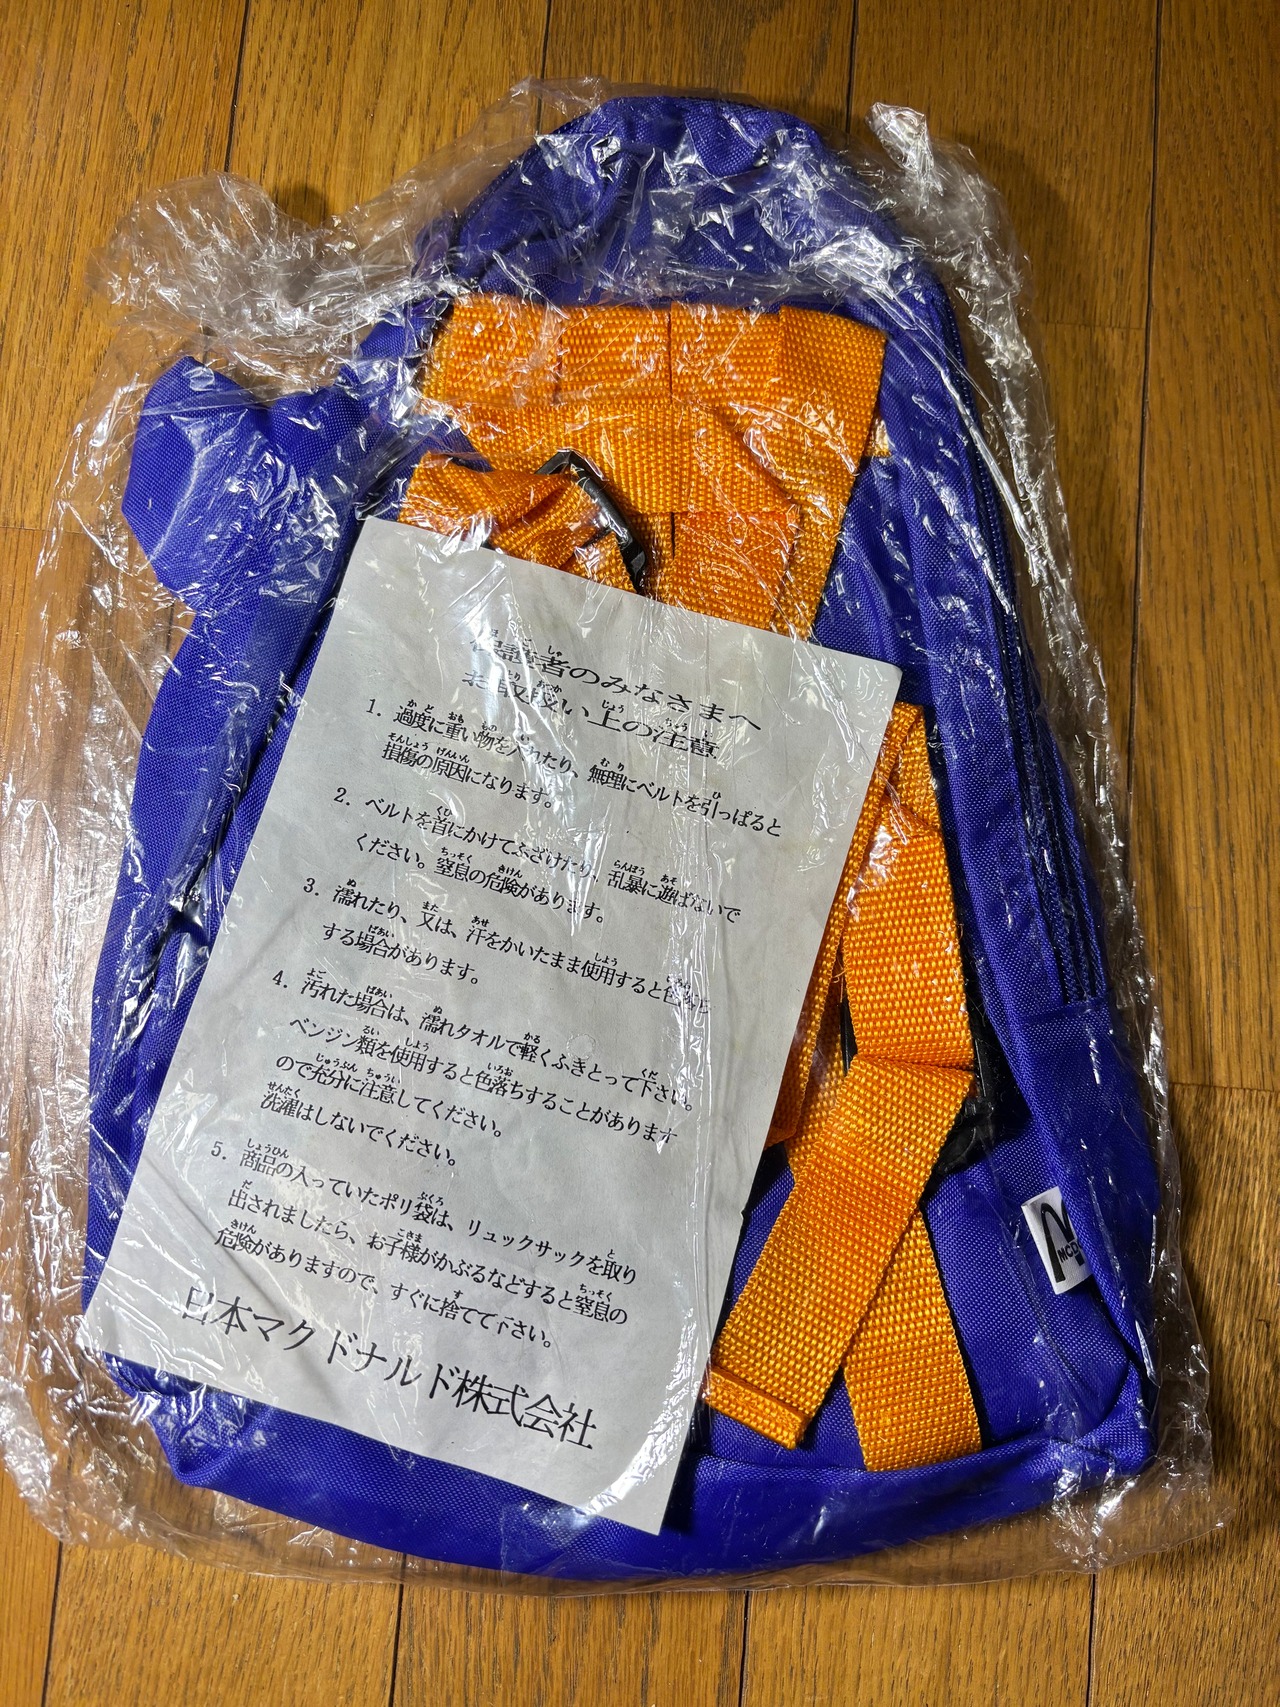 保護者のみなさまへ
お取扱い上の注意
1. 過度に重い物を入れたり、無理にベルトを引っぱると
損傷の原因になります。
2. ベルトを首にかけてふざけたり、乱暴に遊ばないで
ください。窒息の危険があります。
3. 濡れたり、又は、汗をかいたまま使用すると
する場合があります。
4. 汚れた場合は、濡れタオルで軽くふきとって下さい。
ベンジン類を使用すると色落ちすることがあります
ので充分に注意してください。
洗濯はしないでください。
5. 商品の入っていたポリ袋は、リュックサックを取り
出されましたら、お子様がかぶるなどすると窒息の
危険がありますので、すぐに捨てて下さい。
日本マクドナルド株式会社